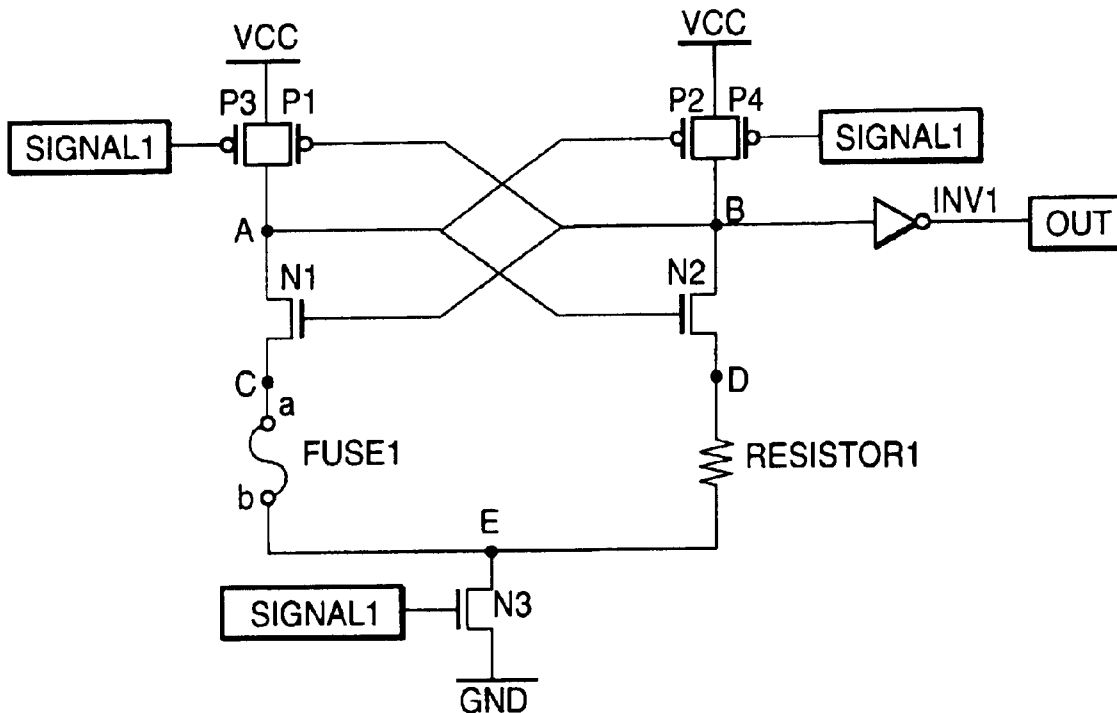 VCC
VCC
P3 P1
P2 P4
SIGNAL1
SIGNAL1
A
B
INV1
OUT
N1
N2
C
D
a
FUSE1
RESISTOR1
b
E
SIGNAL1
N3
GND